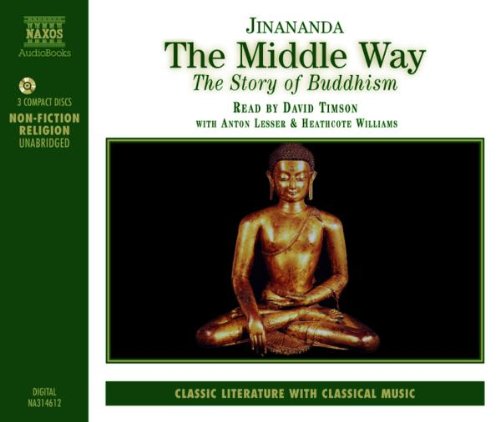 NAXOS
AudioBooks
3 COMPACT DISCS
NON-FICTION
RELIGION
UNABRIDGED
JINANANDA
The Middle Way
The Story of Buddhism
READ BY DAVID TIMSON
WITH ANTON LESSER & HEATHCOTE WILLIAMS
DIGITAL
NA314612
CLASSIC LITERATURE WITH CLASSICAL MUSIC